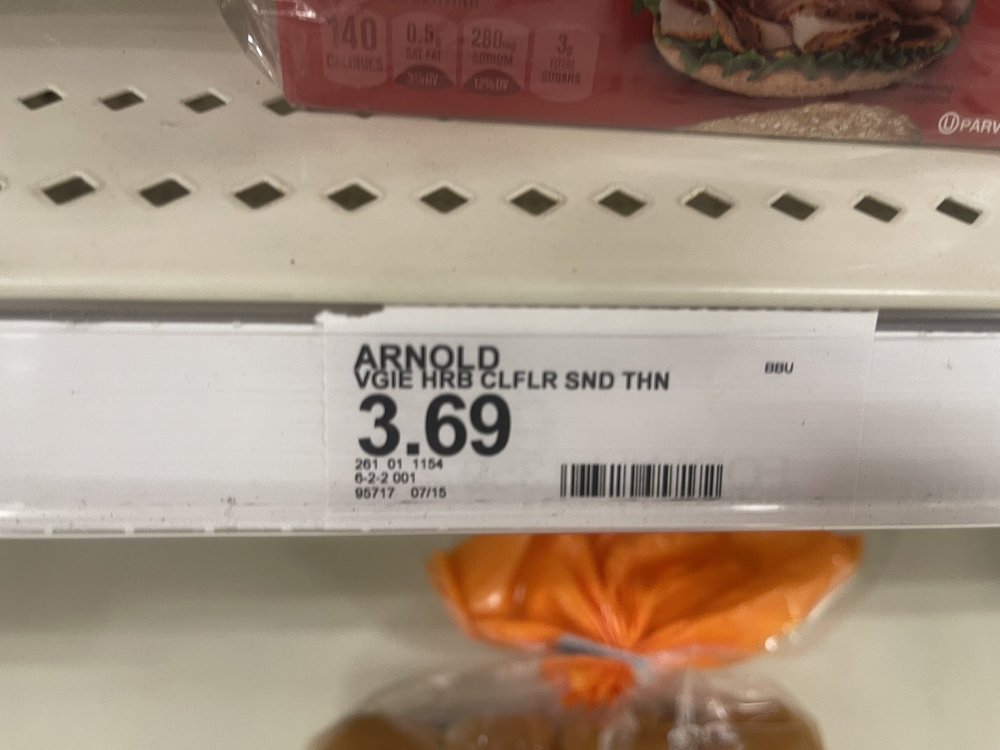 140 0.5g 280mg 3g
CALORIES SAT FAT SODIUM TOTAL
SUGARS
3% DV 12% DV
U PARV
ARNOLD
VGIE HRB CLFLR SND THN
BBU
3.69
261 01 1154
6-2-2 001
95717 07/15